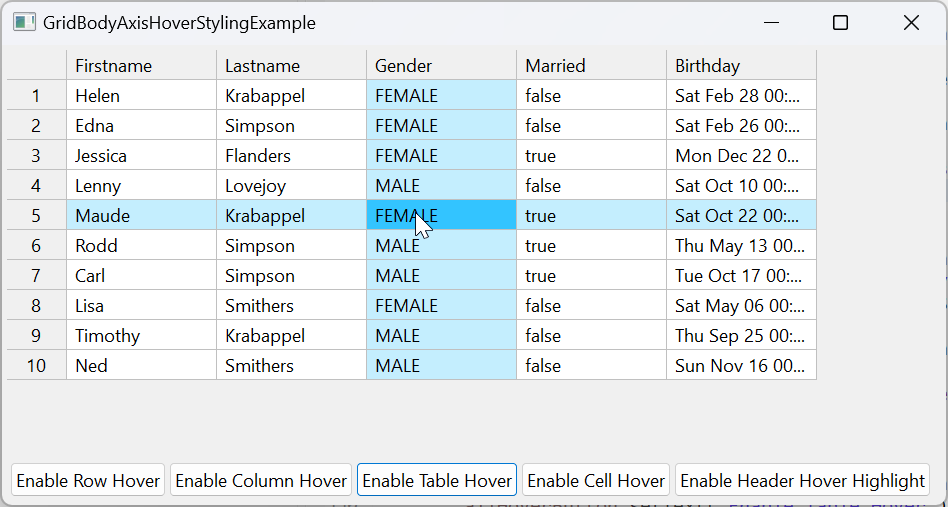 GridBodyAxisHoverStylingExample
Firstname Lastname Gender Married Birthday
1 Helen Krabappel FEMALE false Sat Feb 28 00:...
2 Edna Simpson FEMALE false Sat Feb 26 00:...
3 Jessica Flanders FEMALE true Mon Dec 22 0...
4 Lenny Lovejoy MALE false Sat Oct 10 00:...
5 Maude Krabappel FEMALE true Sat Oct 22 00:...
6 Rodd Simpson MALE true Thu May 13 00...
7 Carl Simpson MALE true Tue Oct 17 00:...
8 Lisa Smithers FEMALE false Sat May 06 00:...
9 Timothy Krabappel MALE false Thu Sep 25 00:...
10 Ned Smithers MALE false Sun Nov 16 00...
Enable Row Hover Enable Column Hover Enable Table Hover Enable Cell Hover Enable Header Hover Highlight